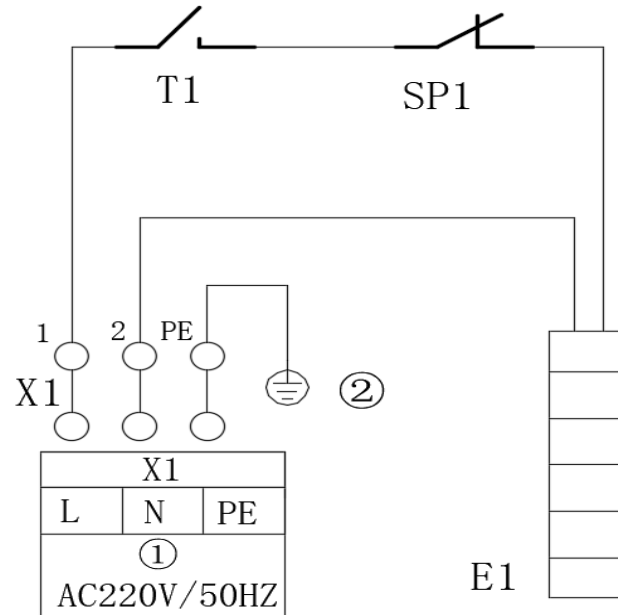 T1
SP1
1 2 PE
X1
②
X1
L N PE
①
AC220V/50HZ
E1